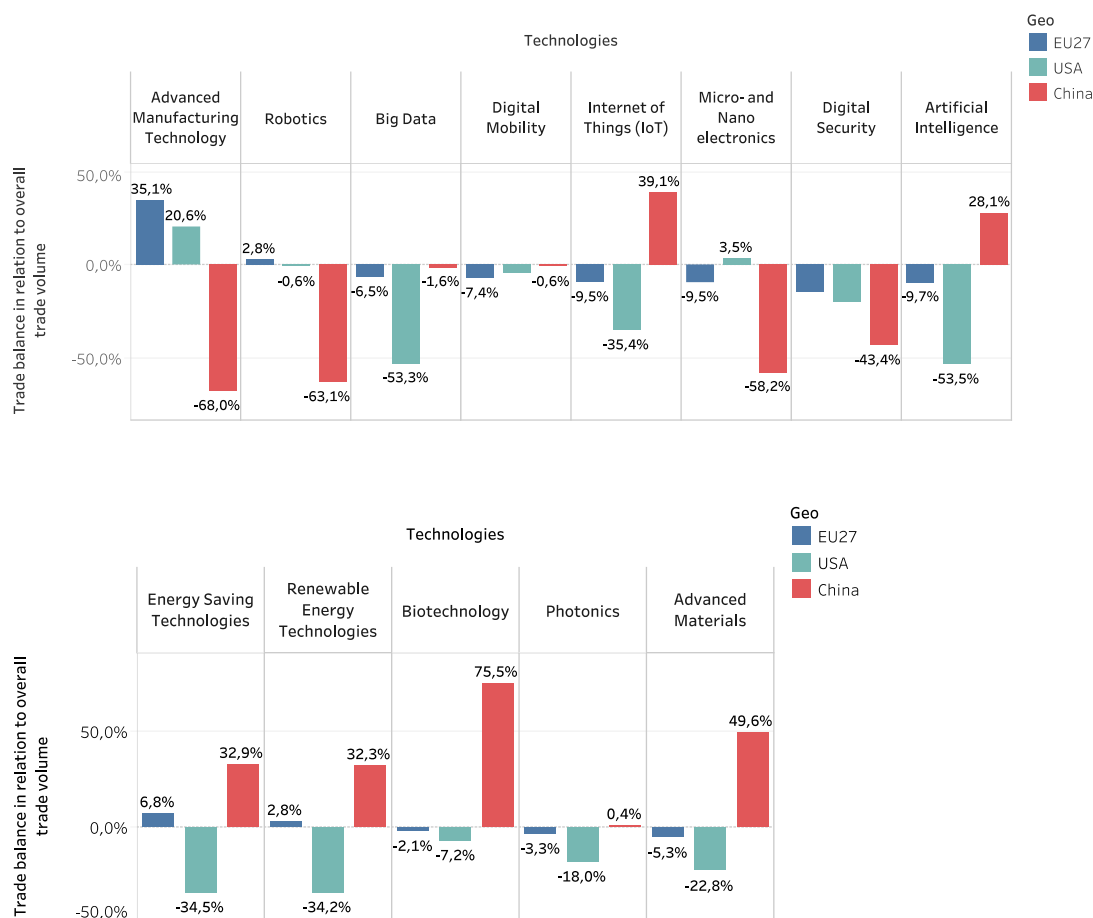 Technologies
Geo
EU27
USA
China
Advanced
Manufacturing
Technology
Robotics
Big Data
Digital
Mobility
Internet of
Things (IoT)
Micro- and
Nano
electronics
Digital
Security
Artificial
Intelligence
Trade balance in relation to overall
trade volume
50,0%
0,0%
-50,0%
35,1%
20,6%
-68,0%
2,8%
-0,6%
-63,1%
-6,5%
-53,3%
-1,6%
-7,4%
-0,6%
-9,5%
-35,4%
39,1%
-9,5%
3,5%
-58,2%
-43,4%
-9,7%
-53,5%
28,1%
Technologies
Geo
EU27
USA
China
Energy Saving
Technologies
Renewable
Energy
Technologies
Biotechnology
Photonics
Advanced
Materials
Trade balance in relation to overall
trade volume
50,0%
0,0%
-50,0%
6,8%
-34,5%
32,9%
2,8%
-34,2%
32,3%
-2,1%
-7,2%
75,5%
-3,3%
-18,0%
0,4%
-5,3%
-22,8%
49,6%